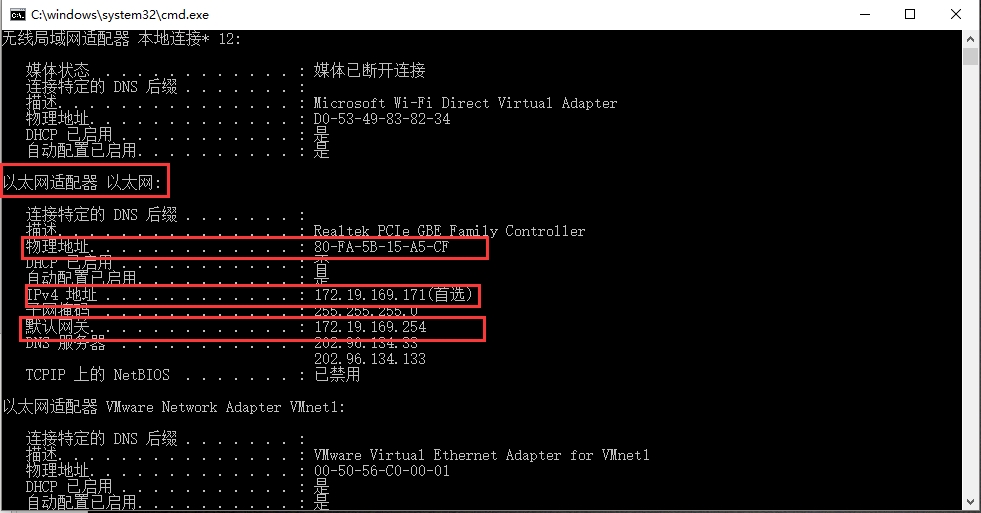 C:\windows\system32\cmd.exe
无线局域网适配器 本地连接* 12:
媒体状态 . . . . . . . . . . . . : 媒体已断开连接
连接特定的 DNS 后缀 . . . . . . . :
描述. . . . . . . . . . . . . . . : Microsoft Wi-Fi Direct Virtual Adapter
物理地址. . . . . . . . . . . . . : D0-53-49-83-82-34
DHCP 已启用 . . . . . . . . . . . : 是
自动配置已启用. . . . . . . . . . : 是
以太网适配器 以太网:
连接特定的 DNS 后缀 . . . . . . . :
描述. . . . . . . . . . . . . . . : Realtek PCIe GBE Family Controller
物理地址. . . . . . . . . . . . . : 80-FA-5B-15-A5-CF
DHCP 已启用 . . . . . . . . . . . : 否
自动配置已启用. . . . . . . . . . : 是
IPv4 地址 . . . . . . . . . . . . : 172.19.169.171(首选)
子网掩码 . . . . . . . . . . . . : 255.255.255.0
默认网关. . . . . . . . . . . . . : 172.19.169.254
DNS 服务器 . . . . . . . . . . . : 202.96.134.33
202.96.134.133
TCPIP 上的 NetBIOS . . . . . . . : 已禁用
以太网适配器 VMware Network Adapter VMnet1:
连接特定的 DNS 后缀 . . . . . . . :
描述. . . . . . . . . . . . . . . : VMware Virtual Ethernet Adapter for VMnet1
物理地址. . . . . . . . . . . . . : 00-50-56-C0-00-01
DHCP 已启用 . . . . . . . . . . . : 是
自动配置已启用. . . . . . . . . . : 是